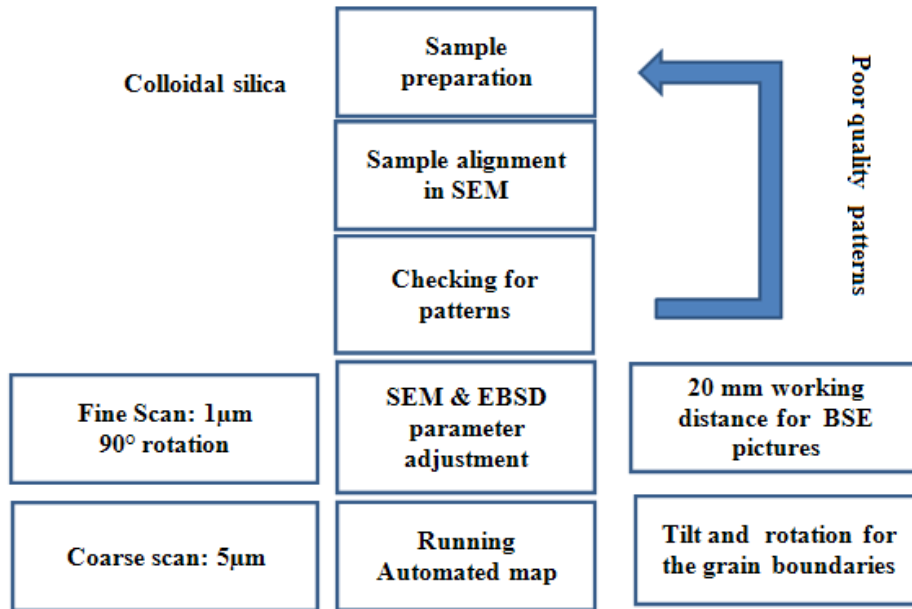 Sample
preparation
Colloidal silica
Poor quality patterns
Sample alignment
in SEM
Checking for
patterns
Fine Scan: 1μm
90° rotation
SEM & EBSD
parameter
adjustment
20 mm working
distance for BSE
pictures
Coarse scan: 5μm
Running
Automated map
Tilt and rotation for
the grain boundaries